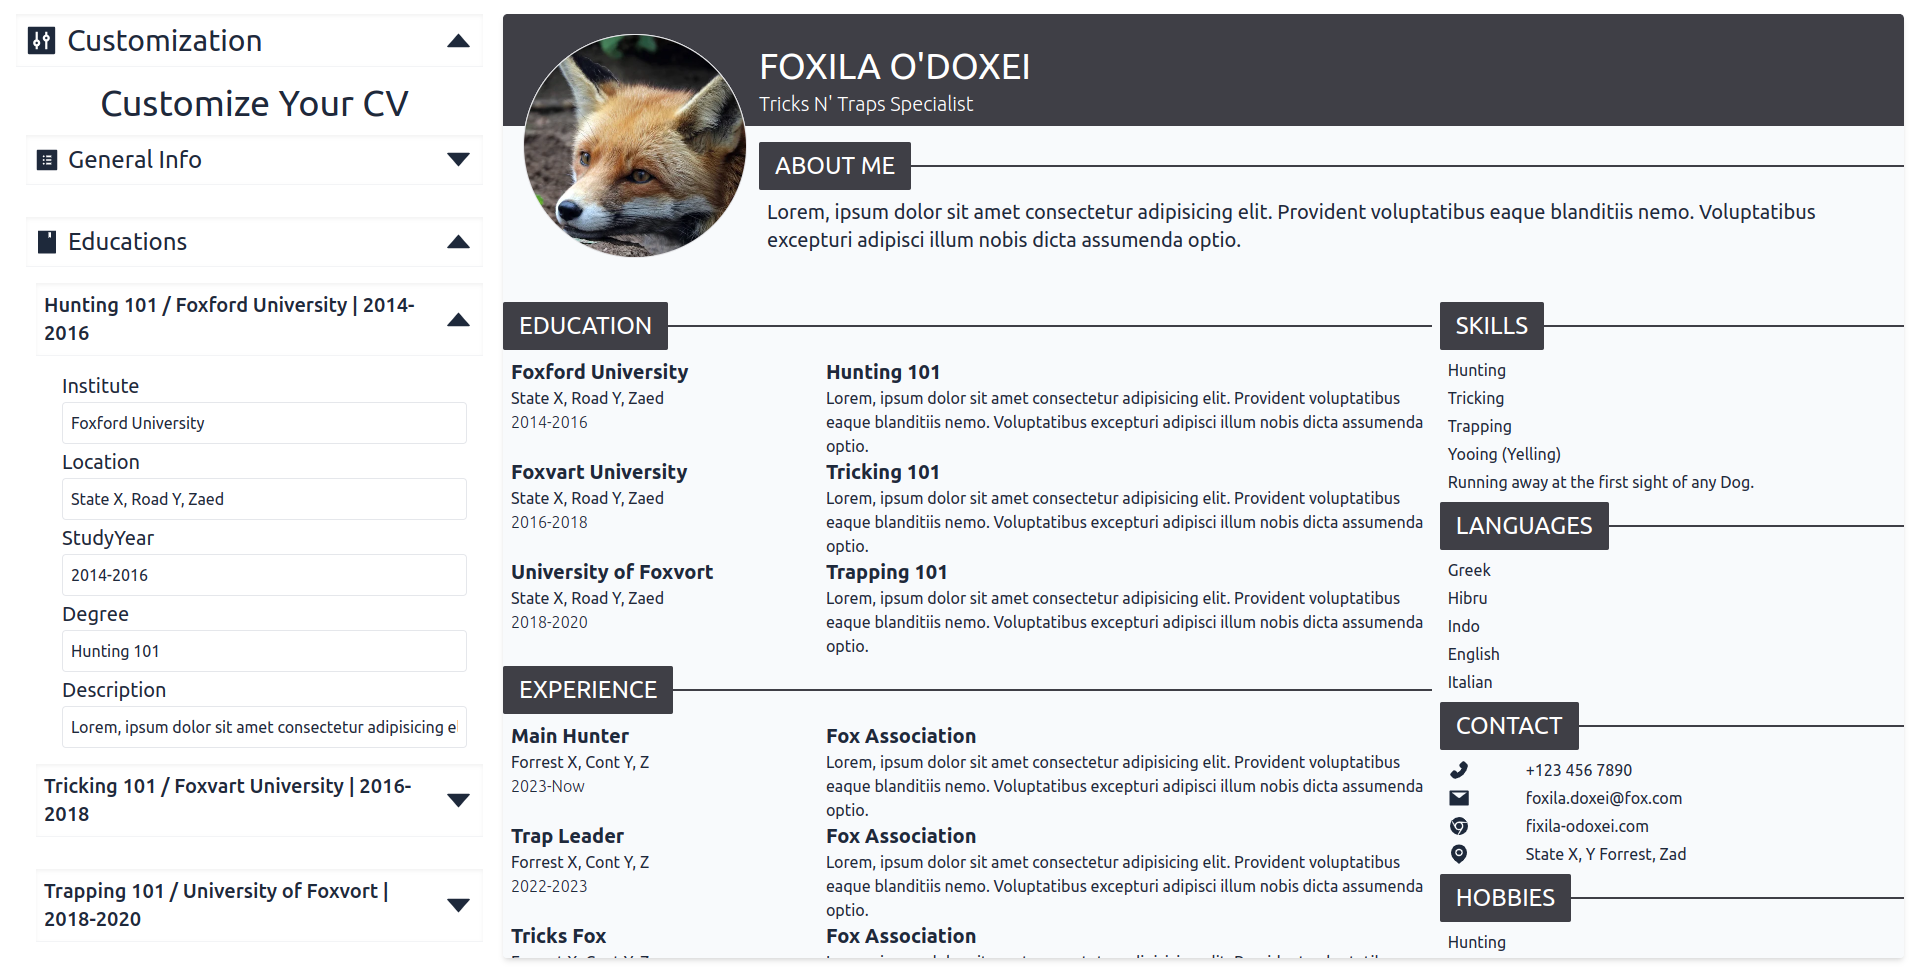 Customization
Customize Your CV
General Info
Educations
Hunting 101 / Foxford University | 2014-
2016
Institute
Foxford University
Location
State X, Road Y, Zaed
StudyYear
2014-2016
Degree
Hunting 101
Description
Lorem, ipsum dolor sit amet consectetur adipisicing e
Tricking 101 / Foxvart University | 2016-
2018
Trapping 101 / University of Foxvort |
2018-2020
FOXILA O'DOXEI
Tricks N' Traps Specialist
ABOUT ME
Lorem, ipsum dolor sit amet consectetur adipisicing elit. Provident voluptatibus eaque blanditiis nemo. Voluptatibus
excepturi adipisci illum nobis dicta assumenda optio.
EDUCATION
Foxford University
State X, Road Y, Zaed
2014-2016
Hunting 101
Lorem, ipsum dolor sit amet consectetur adipisicing elit. Provident voluptatibus
eaque blanditiis nemo. Voluptatibus excepturi adipisci illum nobis dicta assumenda
optio.
Foxvart University
State X, Road Y, Zaed
2016-2018
Tricking 101
Lorem, ipsum dolor sit amet consectetur adipisicing elit. Provident voluptatibus
eaque blanditiis nemo. Voluptatibus excepturi adipisci illum nobis dicta assumenda
optio.
University of Foxvort
State X, Road Y, Zaed
2018-2020
Trapping 101
Lorem, ipsum dolor sit amet consectetur adipisicing elit. Provident voluptatibus
eaque blanditiis nemo. Voluptatibus excepturi adipisci illum nobis dicta assumenda
optio.
EXPERIENCE
Main Hunter
Forrest X, Cont Y, Z
2023-Now
Fox Association
Lorem, ipsum dolor sit amet consectetur adipisicing elit. Provident voluptatibus
eaque blanditiis nemo. Voluptatibus excepturi adipisci illum nobis dicta assumenda
optio.
Trap Leader
Forrest X, Cont Y, Z
2022-2023
Fox Association
Lorem, ipsum dolor sit amet consectetur adipisicing elit. Provident voluptatibus
eaque blanditiis nemo. Voluptatibus excepturi adipisci illum nobis dicta assumenda
optio.
Tricks Fox
Fox Association
SKILLS
Hunting
Tricking
Trapping
Yooing (Yelling)
Running away at the first sight of any Dog.
LANGUAGES
Greek
Hibru
Indo
English
Italian
CONTACT
+123 456 7890
foxila.doxei@fox.com
fixila-odoxei.com
State X, Y Forrest, Zad
HOBBIES
Hunting